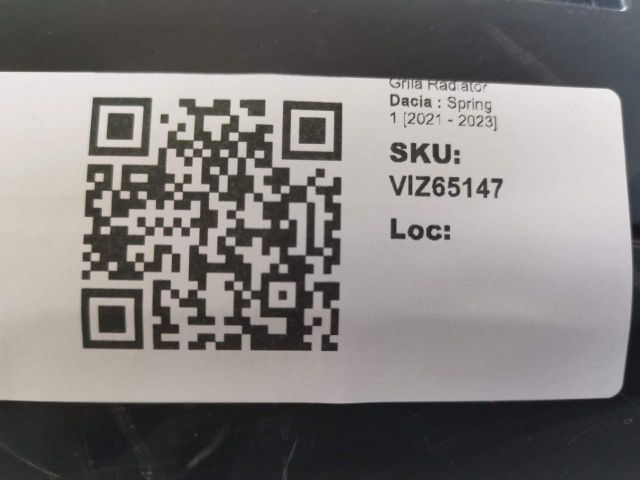 Grila Radiator
Dacia : Spring
1 [2021 - 2023]
SKU:
VIZ65147
Loc: